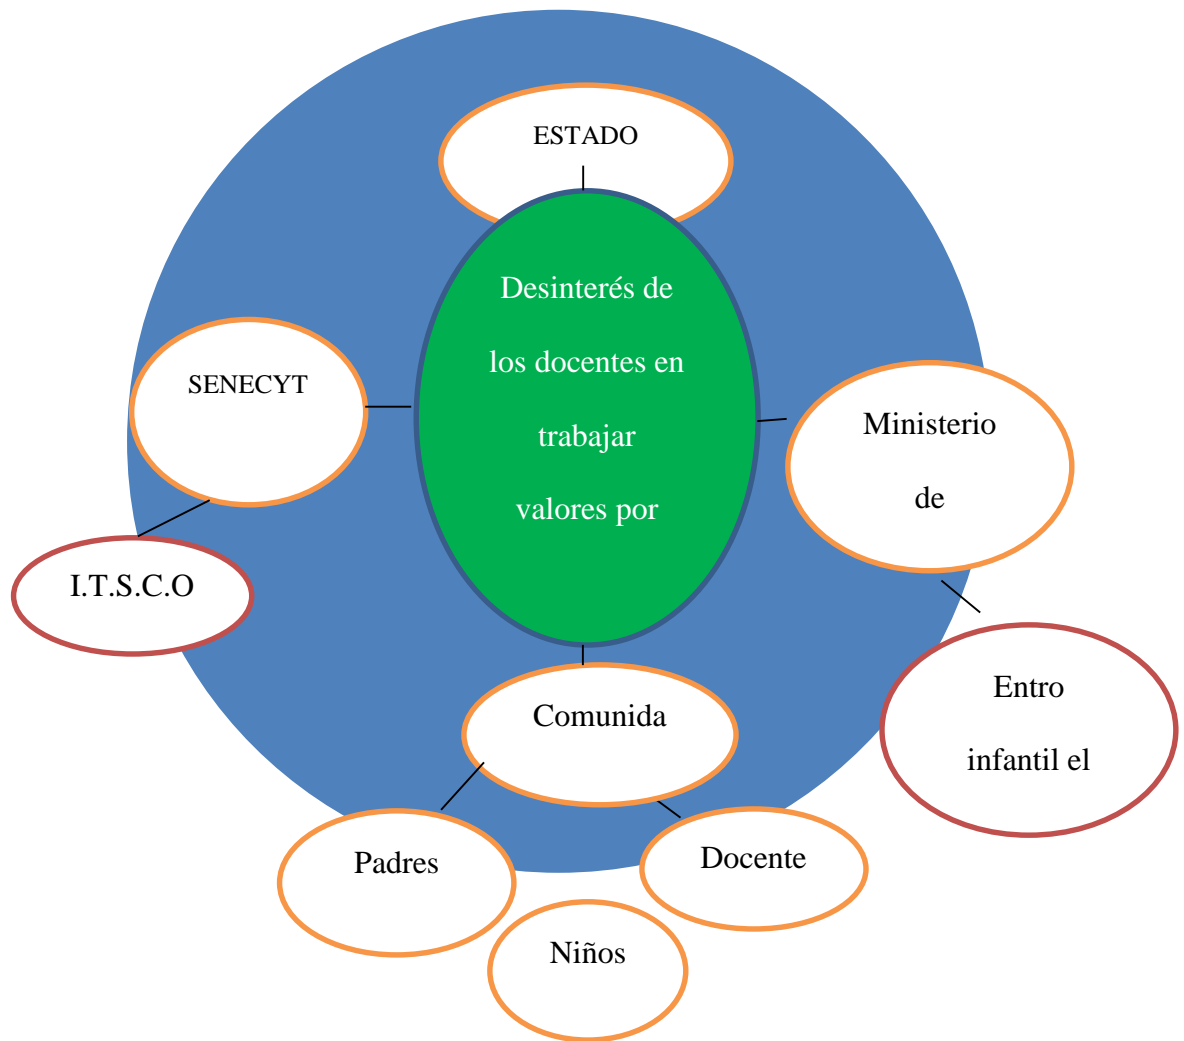 ESTADO
Desinterés de
los docentes en
trabajar
valores por
SENECYT
Ministerio
de
I.T.S.C.O
Entro
infantil el
Comunida
Padres
Docente
Niños